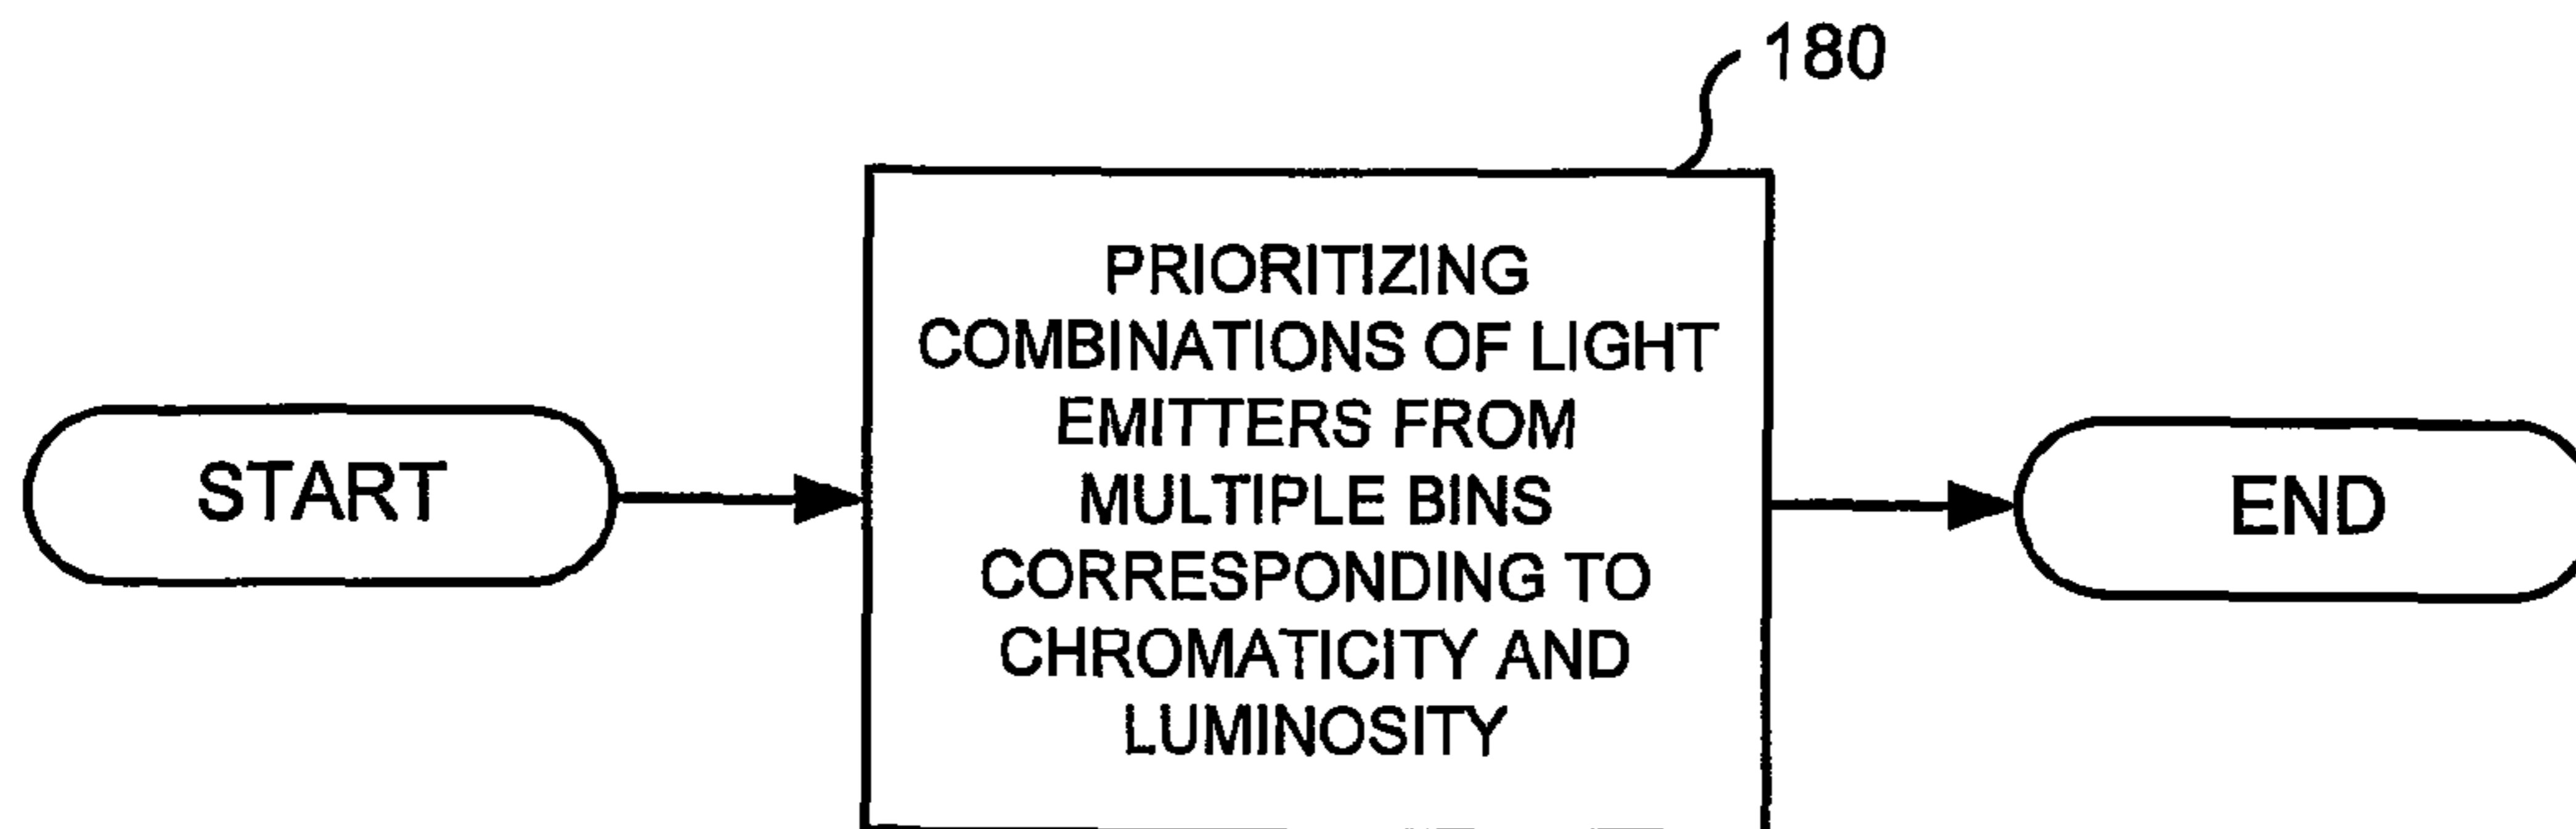 180
START
PRIORITIZING
COMBINATIONS OF LIGHT
EMITTERS FROM
MULTIPLE BINS
CORRESPONDING TO
CHROMATICITY AND
LUMINOSITY
END